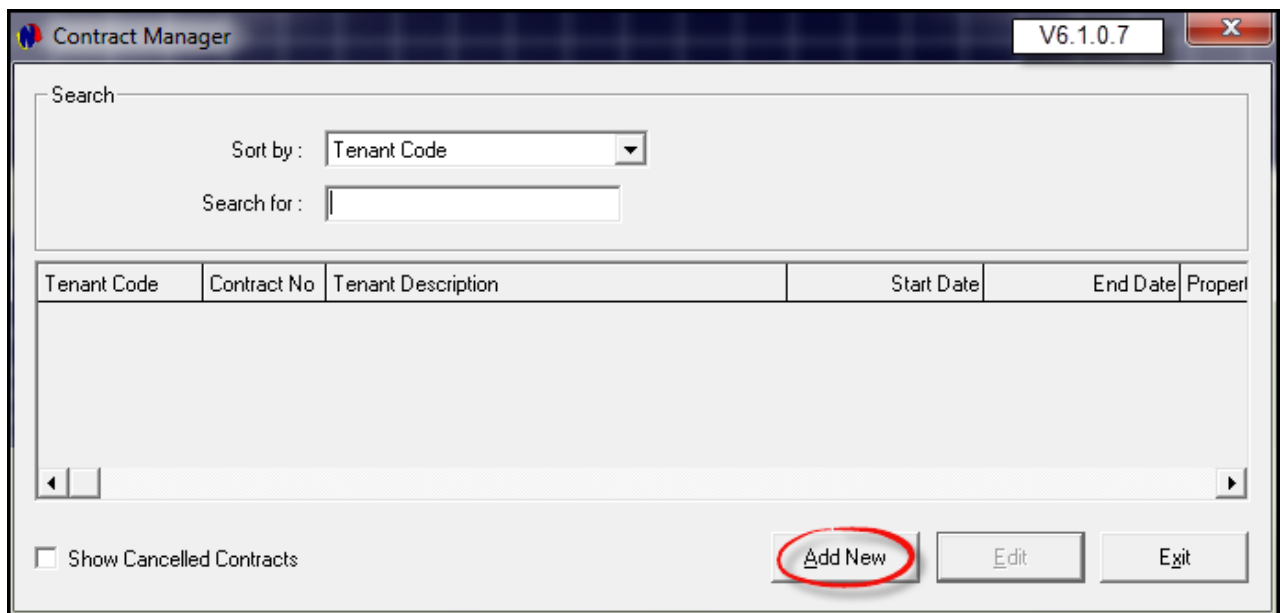 Contract Manager V6.1.0.7
Search
Sort by : Tenant Code
Search for :
Tenant Code Contract No Tenant Description Start Date End Date Propert
Show Cancelled Contracts Add New Edit Exit